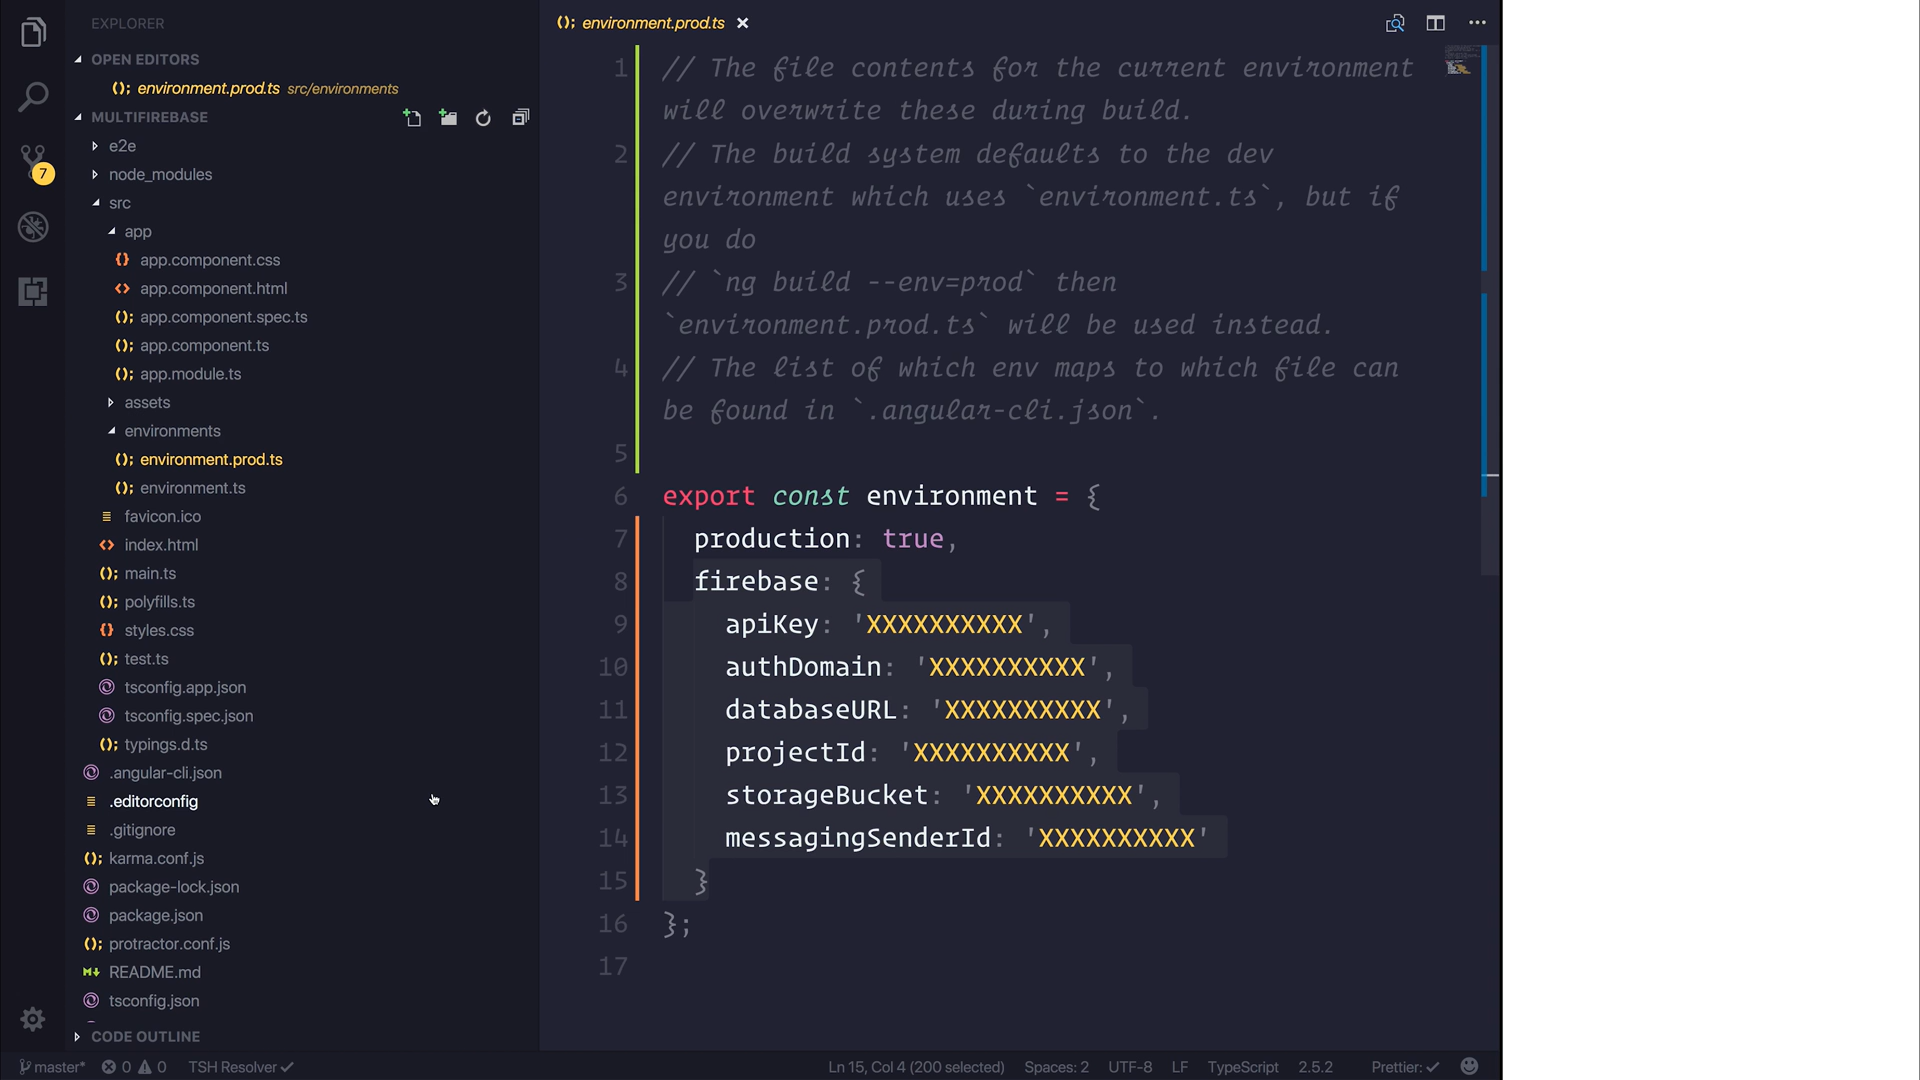 EXPLORER
OPEN EDITORS
(); environment.prod.ts src/environments
MULTIFIREBASE
e2e
node_modules
7
src
app
{} app.component.css
<> app.component.html
(); app.component.spec.ts
(); app.component.ts
(); app.module.ts
assets
environments
(); environment.prod.ts
(); environment.ts
favicon.ico
<> index.html
(); main.ts
(); polyfills.ts
{} styles.css
(); test.ts
tsconfig.app.json
tsconfig.spec.json
(); typings.d.ts
.angular-cli.json
.editorconfig
.gitignore
(); karma.conf.js
package-lock.json
package.json
(); protractor.conf.js
M↓ README.md
tsconfig.json
CODE OUTLINE
(); environment.prod.ts ×
1 // The file contents for the current environment
will overwrite these during build.
2 // The build system defaults to the dev
environment which uses `environment.ts`, but if
you do
3 // `ng build --env=prod` then
`environment.prod.ts` will be used instead.
4 // The list of which env maps to which file can
be found in `.angular-cli.json`.
5
6 export const environment = {
7 production: true,
8 firebase: {
9 apiKey: 'XXXXXXXXXX',
10 authDomain: 'XXXXXXXXXX',
11 databaseURL: 'XXXXXXXXXX',
12 projectId: 'XXXXXXXXXX',
13 storageBucket: 'XXXXXXXXXX',
14 messagingSenderId: 'XXXXXXXXXX'
15 }
16 };
17
master* 0 0 TSH Resolver ✓ Ln 15, Col 4 (200 selected) Spaces: 2 UTF-8 LF TypeScript 2.5.2 Prettier: ✓